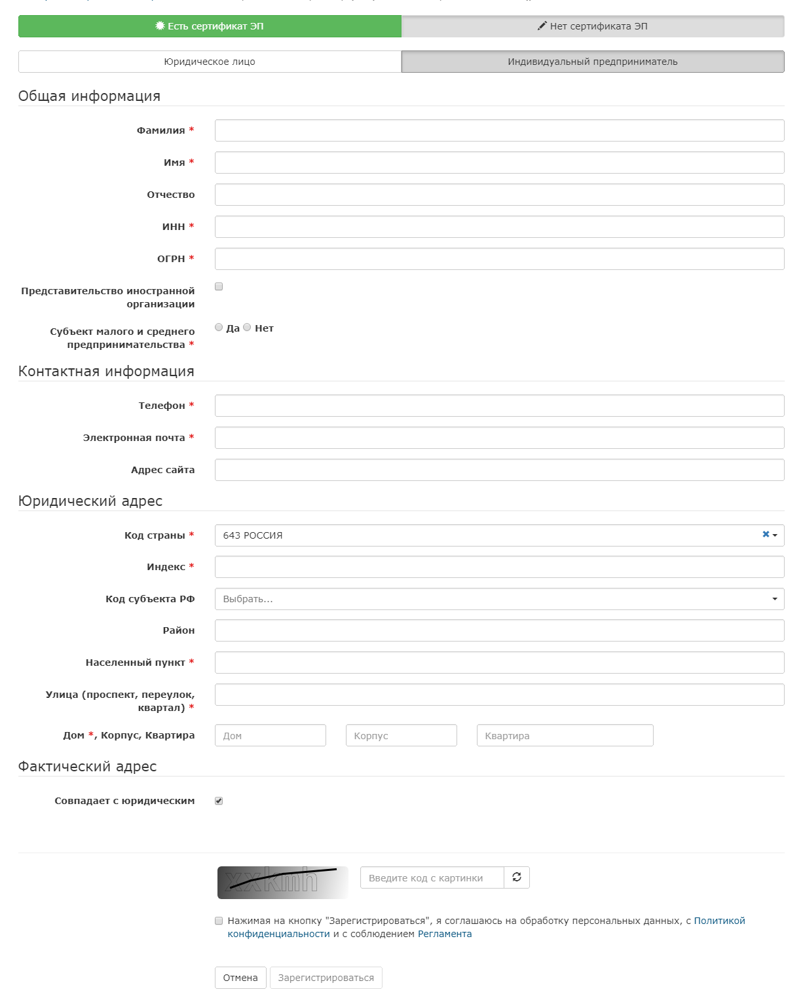 Есть сертификат ЭП
Нет сертификата ЭП
Юридическое лицо
Индивидуальный предприниматель
Общая информация
Фамилия *
Имя *
Отчество
ИНН *
ОГРН *
Представительство иностранной
организации
Субъект малого и среднего
предпринимательства *
Да Нет
Контактная информация
Телефон *
Электронная почта *
Адрес сайта
Юридический адрес
Код страны *
643 РОССИЯ
Индекс *
Код субъекта РФ
Выбрать...
Район
Населенный пункт *
Улица (проспект, переулок,
квартал) *
Дом *, Корпус, Квартира
Дом
Корпус
Квартира
Фактический адрес
Совпадает с юридическим
xxkmh
Введите код с картинки
Нажимая на кнопку "Зарегистрироваться", я соглашаюсь на обработку персональных данных, с Политикой
конфиденциальности и с соблюдением Регламента
Отмена
Зарегистрироваться